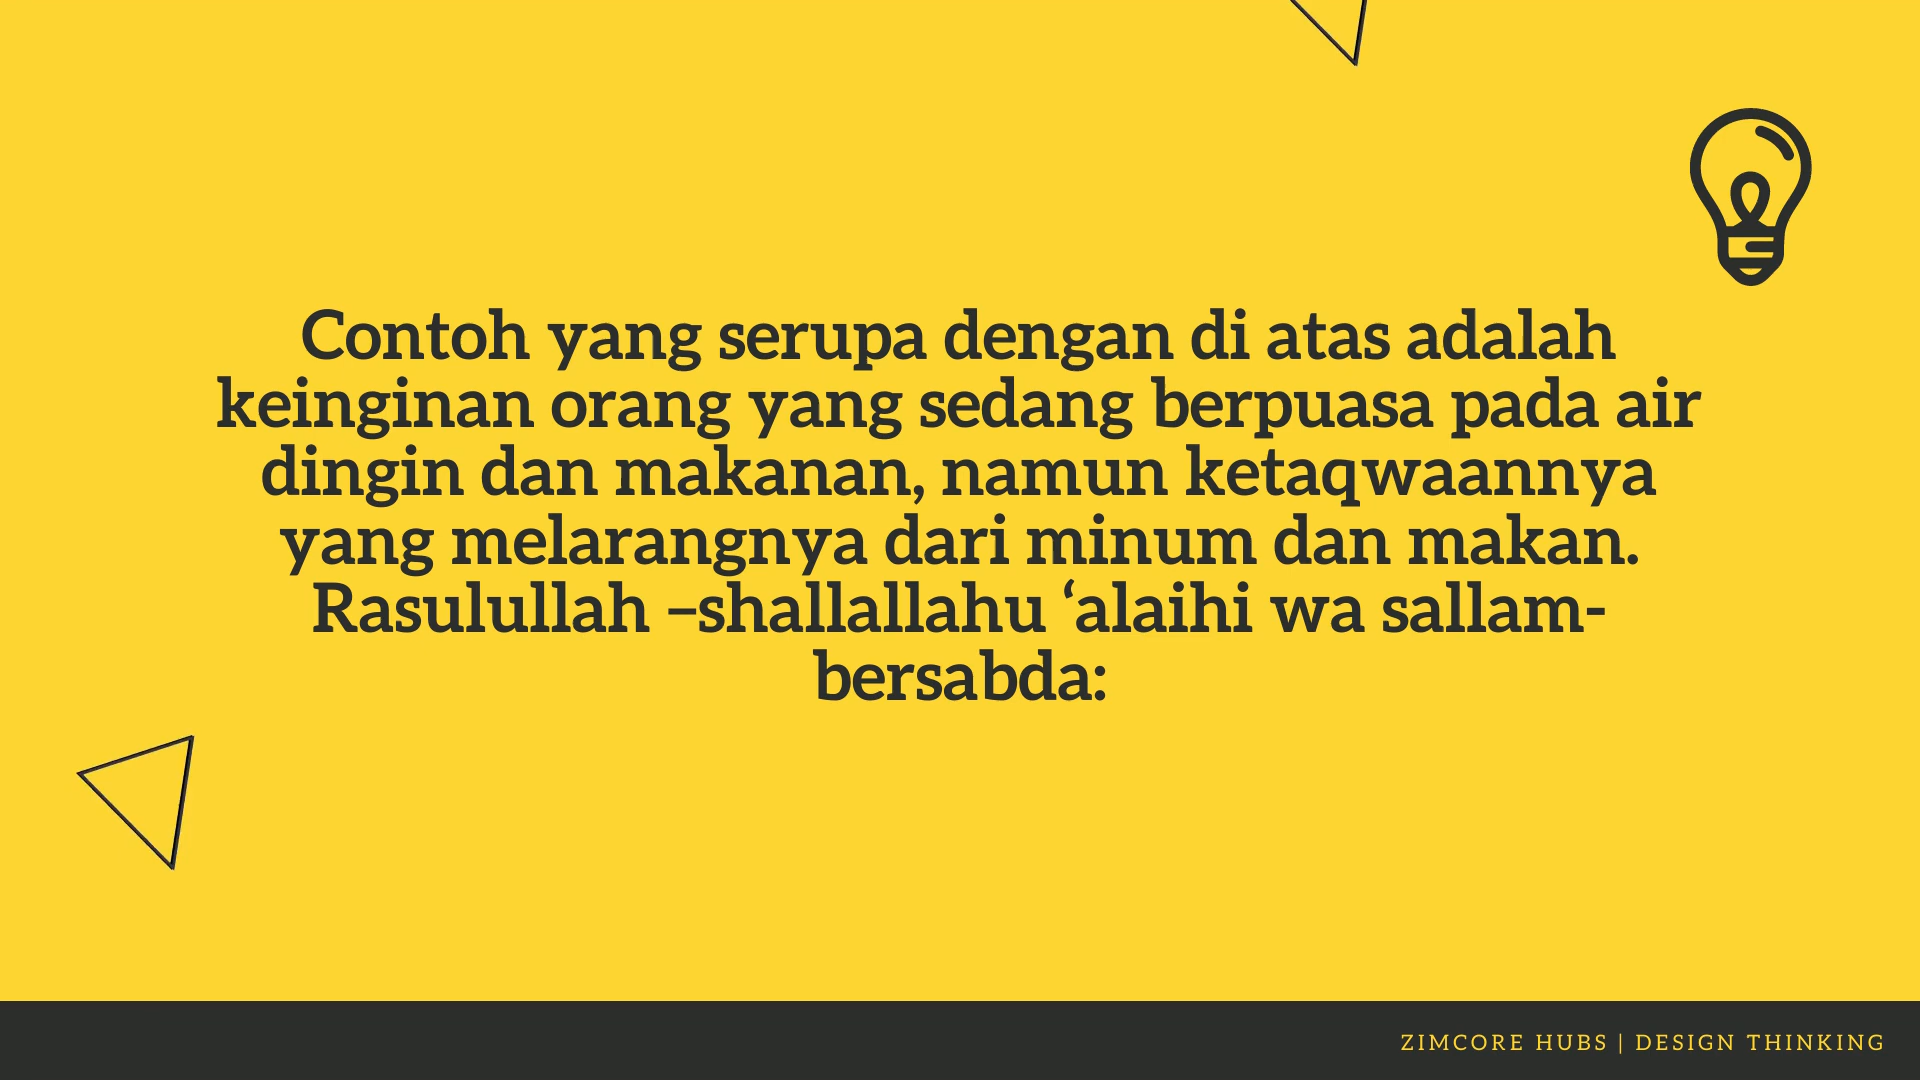 Contoh yang serupa dengan di atas adalah
keinginan orang yang sedang berpuasa pada air
dingin dan makanan, namun ketaqwaannya
yang melarangnya dari minum dan makan.
Rasulullah –shallallahu ‘alaihi wa sallam-
bersabda:
ZIMCORE HUBS | DESIGN THINKING